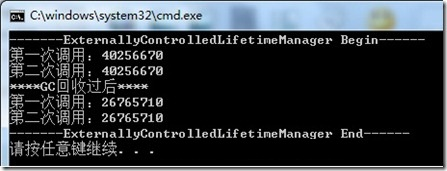 C:\windows\system32\cmd.exe
-------ExternallyControlledLifetimeManager Begin------
第一次调用：40256670
第二次调用：40256670
****GC回收过后****
第一次调用：26765710
第二次调用：26765710
-------ExternallyControlledLifetimeManager End------
请按任意键继续. . .